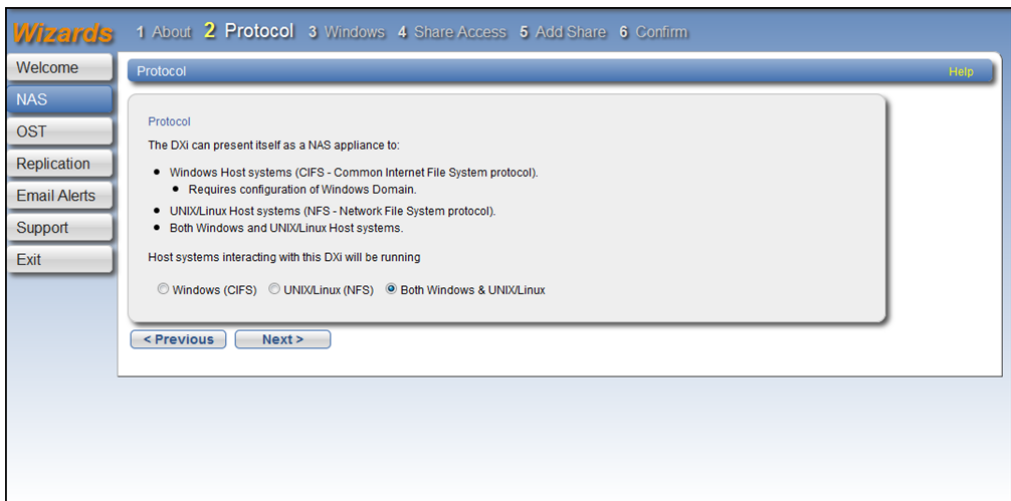 Wizards
1 About 2 Protocol 3 Windows 4 Share Access 5 Add Share 6 Confirm
Welcome
NAS
OST
Replication
Email Alerts
Support
Exit
Protocol Help
Protocol
The DXi can present itself as a NAS appliance to:
Windows Host systems (CIFS - Common Internet File System protocol).
Requires configuration of Windows Domain.
UNIX/Linux Host systems (NFS - Network File System protocol).
Both Windows and UNIX/Linux Host systems.
Host systems interacting with this DXi will be running
Windows (CIFS) UNIX/Linux (NFS) Both Windows & UNIX/Linux
< Previous Next >